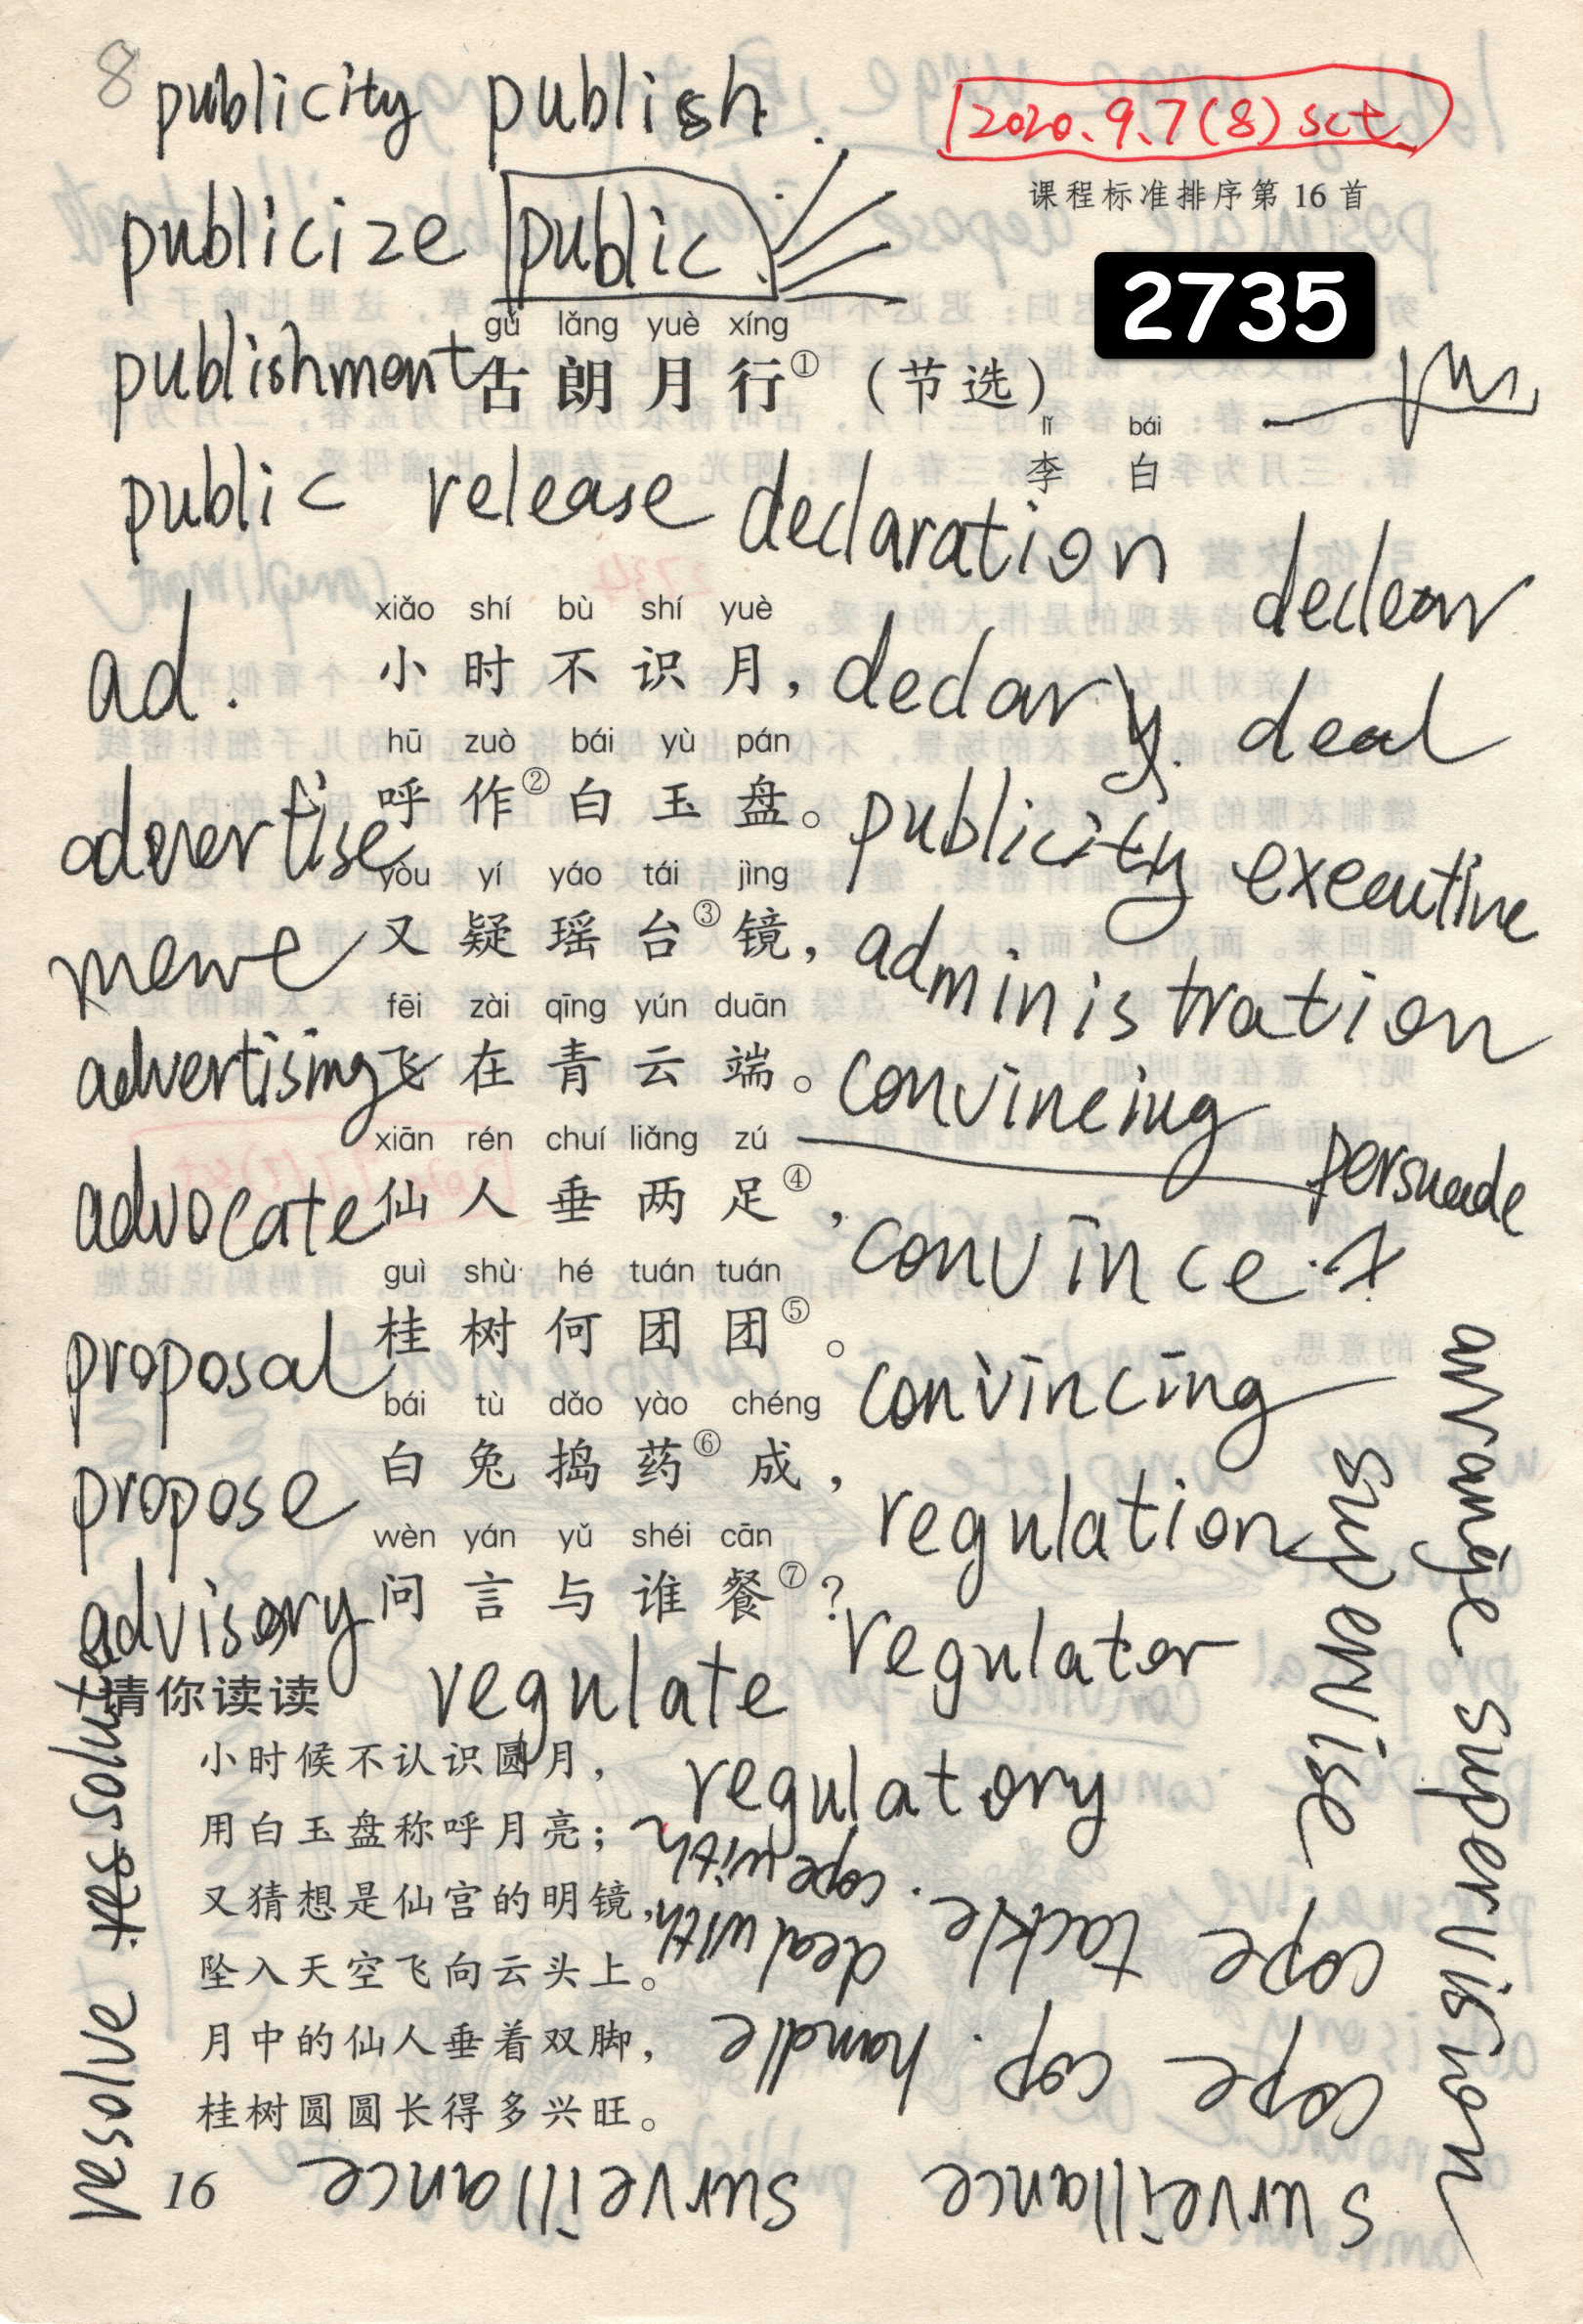 8 publicity publish.
2020.9.7(8) sct
课程标准排序第 16 首
publicize public
2735
gǔ lǎng yuè xíng
publishment 古朗月行①（节选）
lǐ bái
李 白
public release declaration
declear
xiǎo shí bù shí yuè
ad. 小时不识月，
declary. deal
hū zuò bái yù pán
呼作②白玉盘。
publicity executive
advertise
yòu yí yáo tái jìng
又疑瑶台③镜，
ment
administration
fēi zài qīng yún duān
advertising 飞在青云端。
convincing
persuade
xiān rén chuí liǎng zú
advocate 仙人垂两足④，
convince.
guì shù hé tuán tuán
proposal 桂树何团团⑤。
convincing
bái tù dǎo yào chéng
白兔捣药⑥成，
propose
regulation
wèn yán yǔ shéi cān
问言与谁餐⑦？
advisory
regulate regulator
请你读读
小时候不认识圆月，
regulatory
用白玉盘称呼月亮；
又猜想是仙宫的明镜，
坠入天空飞向云头上。
月中的仙人垂着双脚，
桂树圆圆长得多兴旺。
16
arrange supervision
supervise
resolve
surveillance surveillance
cope cop. handle
cope tackle. deal with
cope with